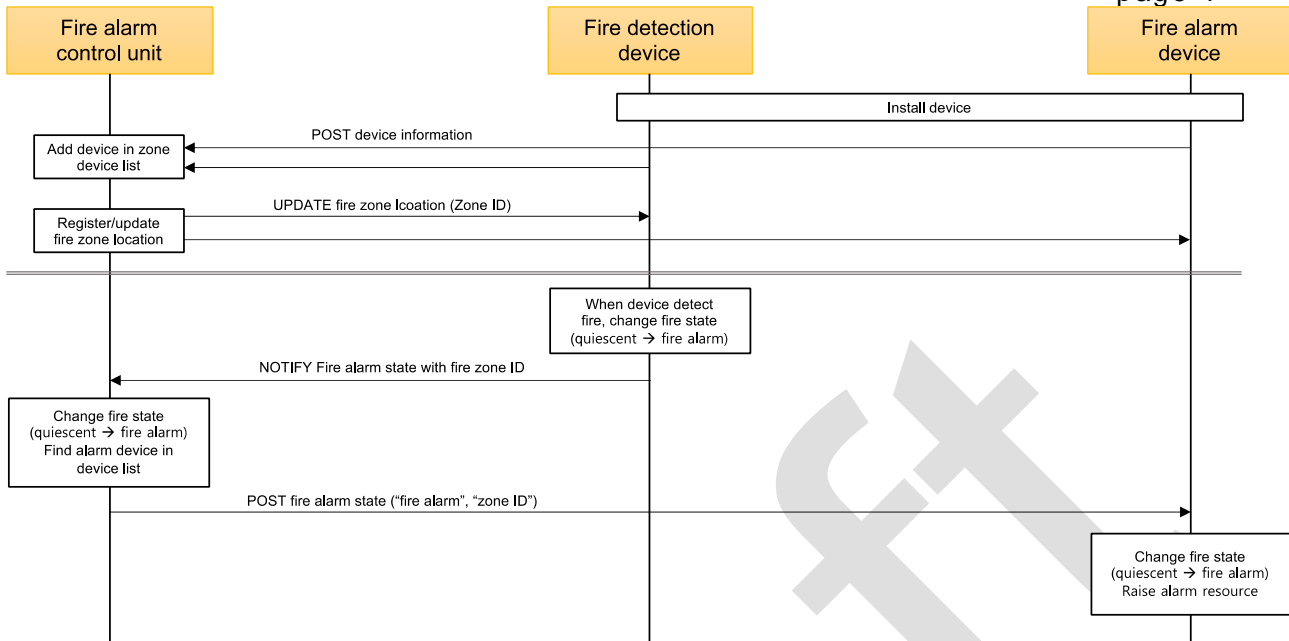 Fire alarm
control unit
Fire detection
device
Fire alarm
device
Install device
POST device information
Add device in zone
device list
UPDATE fire zone lcoation (Zone ID)
Register/update
fire zone location
When device detect
fire, change fire state
(quiescent → fire alarm)
NOTIFY Fire alarm state with fire zone ID
Change fire state
(quiescent → fire alarm)
Find alarm device in
device list
POST fire alarm state (“fire alarm”, “zone ID”)
Change fire state
(quiescent → fire alarm)
Raise alarm resource
ft